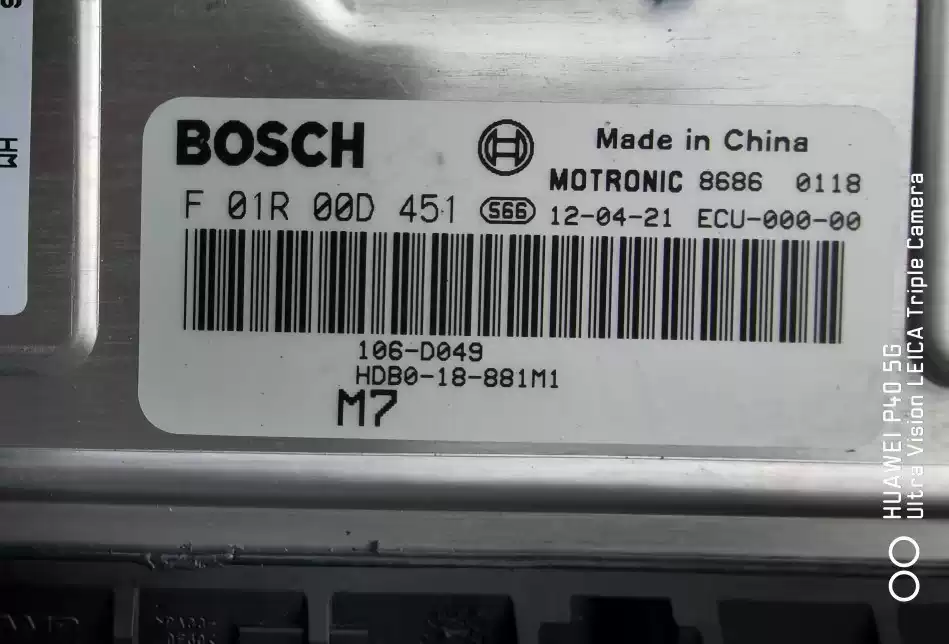 BOSCH
Made in China
MOTRONIC 8686 0118
F 01R 00D 451 S66 12-04-21 ECU-000-00
106-D049
HDB0-18-881M1
M7
HM
HUAWEI P40 5G
Ultra Vision LEICA Triple Camera